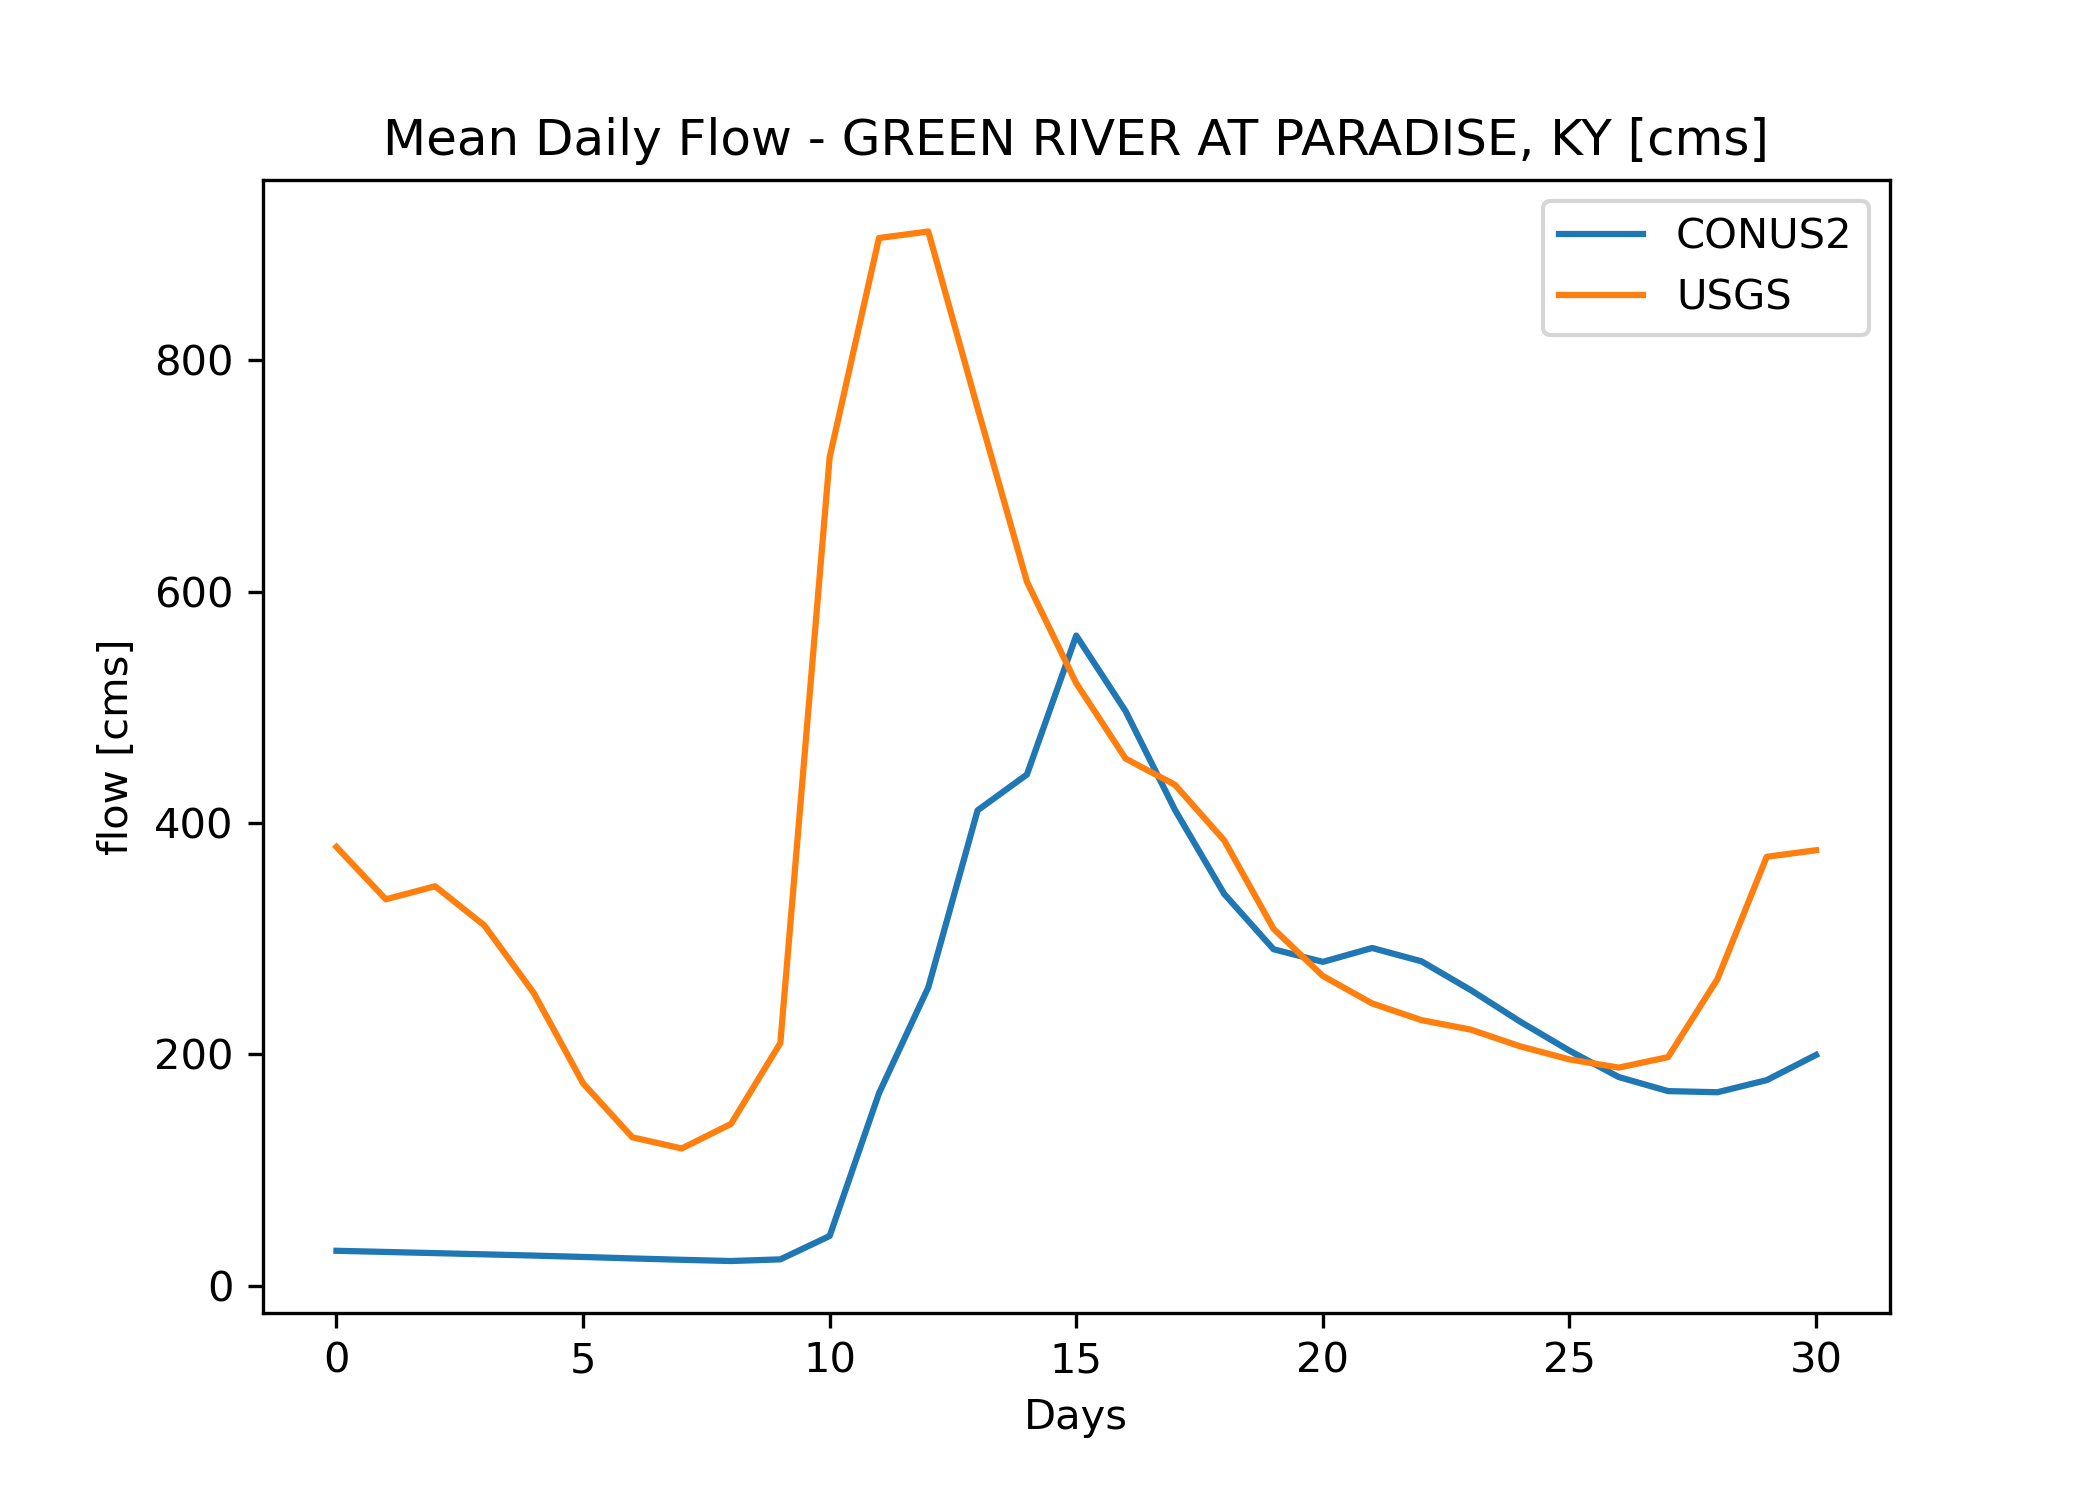 Mean Daily Flow - GREEN RIVER AT PARADISE, KY [cms]
CONUS2
USGS
flow [cms]
800
600
400
200
0
0 5 10 15 20 25 30
Days